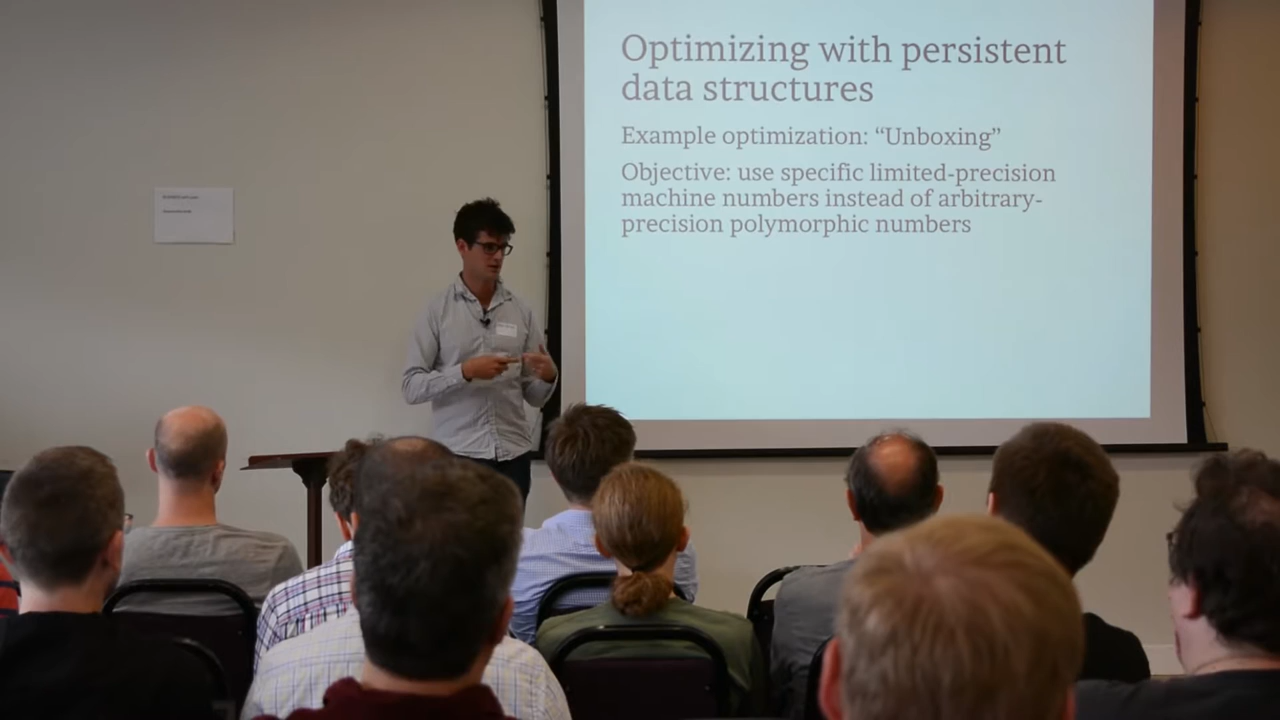 Optimizing with persistent
data structures
Example optimization: “Unboxing”
Objective: use specific limited-precision
machine numbers instead of arbitrary-
precision polymorphic numbers